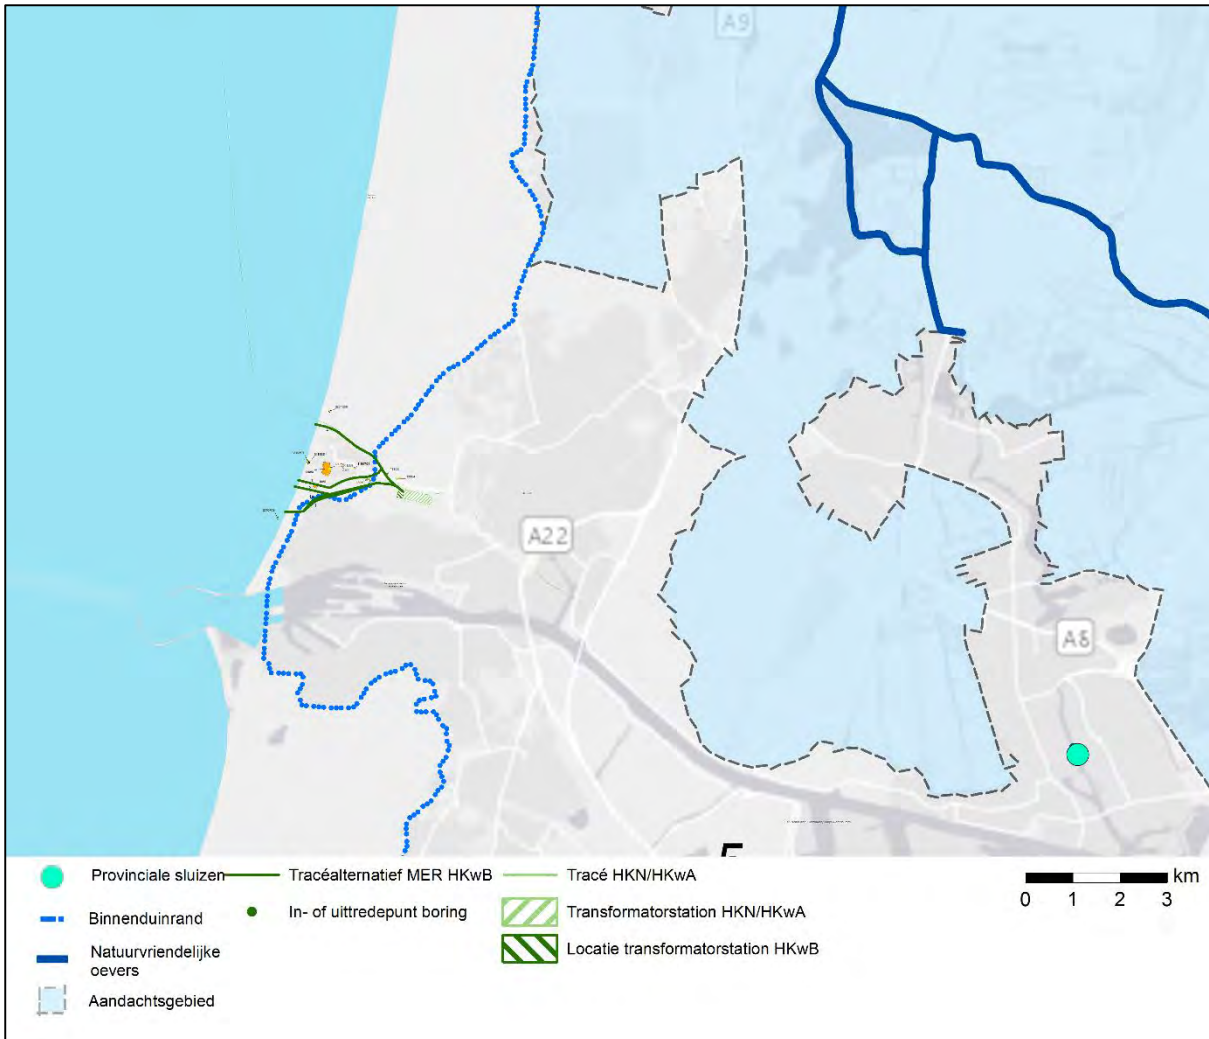 A9
A22
A8
Provinciale sluizen
Binnenduinrand
Natuurvriendelijke
oevers
Aandachtsgebied
Tracéalternatief MER HKwB
In- of uittredepunt boring
Tracé HKN/HKwA
Transformatorstation HKN/HKwA
Locatie transformatorstation HKwB
km
0 1 2 3